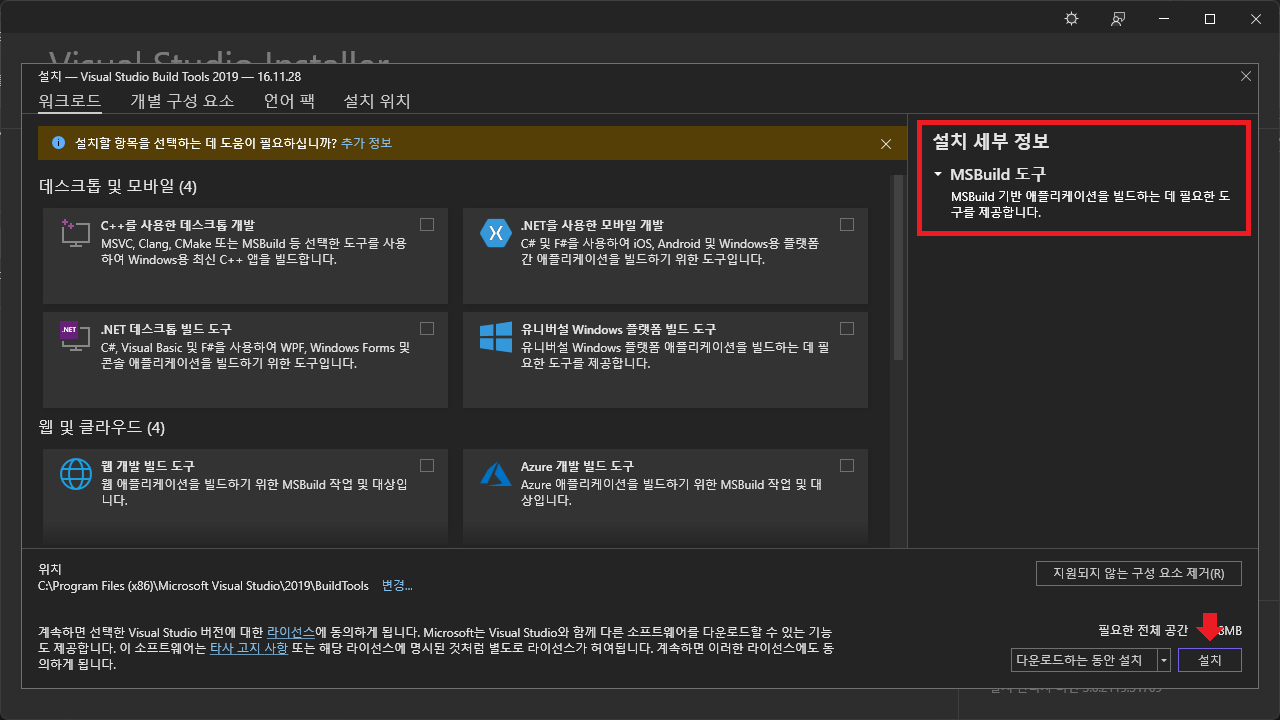 Visual Studio Installer
설치 — Visual Studio Build Tools 2019 — 16.11.28
워크로드 개별 구성 요소 언어 팩 설치 위치
설치할 항목을 선택하는 데 도움이 필요하십니까? 추가 정보
데스크톱 및 모바일 (4)
C++를 사용한 데스크톱 개발
MSVC, Clang, CMake 또는 MSBuild 등 선택한 도구를 사용
하여 Windows용 최신 C++ 앱을 빌드합니다.
.NET을 사용한 모바일 개발
C# 및 F#을 사용하여 iOS, Android 및 Windows용 플랫폼
간 애플리케이션을 빌드하기 위한 도구입니다.
.NET
.NET 데스크톱 빌드 도구
C#, Visual Basic 및 F#을 사용하여 WPF, Windows Forms 및
콘솔 애플리케이션을 빌드하기 위한 도구입니다.
유니버설 Windows 플랫폼 빌드 도구
유니버설 Windows 플랫폼 애플리케이션을 빌드하는 데 필
요한 도구를 제공합니다.
웹 및 클라우드 (4)
웹 개발 빌드 도구
웹 애플리케이션을 빌드하기 위한 MSBuild 작업 및 대상입
니다.
Azure 개발 빌드 도구
Azure 애플리케이션을 빌드하기 위한 MSBuild 작업 및 대
상입니다.
설치 세부 정보
MSBuild 도구
MSBuild 기반 애플리케이션을 빌드하는 데 필요한 도
구를 제공합니다.
위치
C:\Program Files (x86)\Microsoft Visual Studio\2019\BuildTools 변경...
지원되지 않는 구성 요소 제거(R)
계속하면 선택한 Visual Studio 버전에 대한 라이선스에 동의하게 됩니다. Microsoft는 Visual Studio와 함께 다른 소프트웨어를 다운로드할 수 있는 기능
도 제공합니다. 이 소프트웨어는 타사 고지 사항 또는 해당 라이선스에 명시된 것처럼 별도로 라이선스가 허여됩니다. 계속하면 이러한 라이선스에도 동
의하게 됩니다.
필요한 전체 공간
다운로드하는 동안 설치 설치